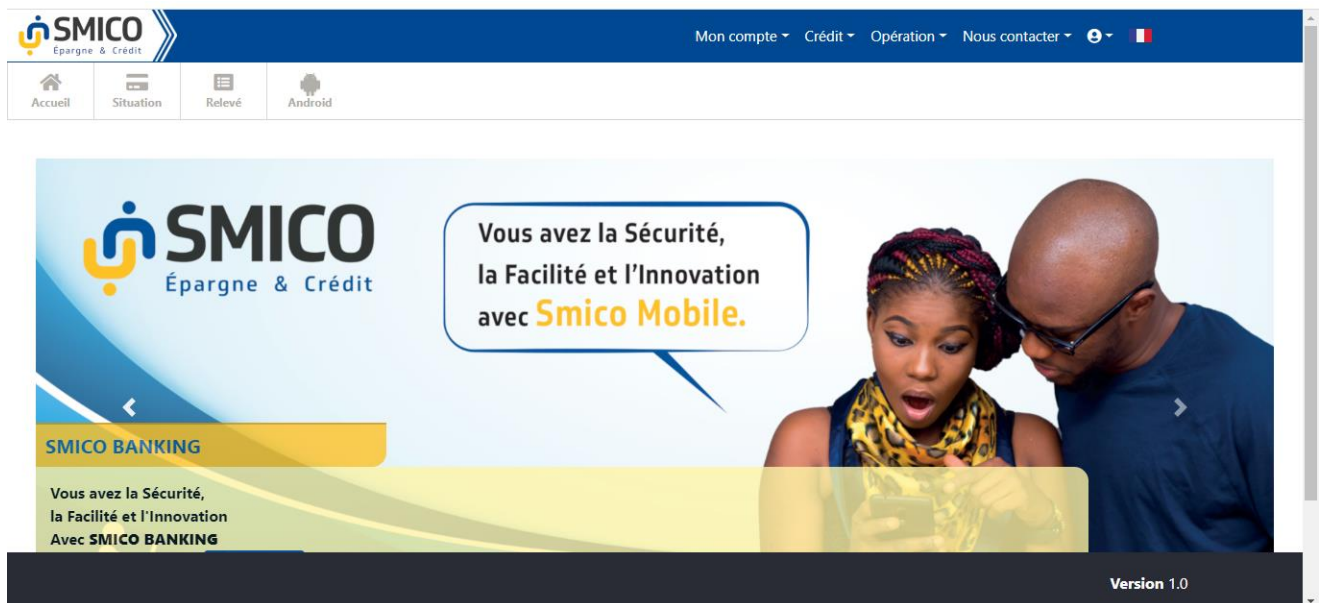 SMICO
Épargne & Crédit
Mon compte Crédit Opération Nous contacter
Accueil Situation Relevé Android
SMICO
Épargne & Crédit
Vous avez la Sécurité,
la Facilité et l'Innovation
avec Smico Mobile.
SMICO BANKING
Vous avez la Sécurité,
la Facilité et l'Innovation
Avec SMICO BANKING
Version 1.0